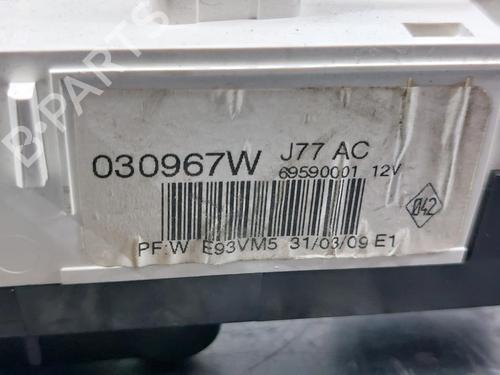 030967W J77 AC
69590001 12V
042
PF:W E93VM5 31/03/09 E1
B-PARTS